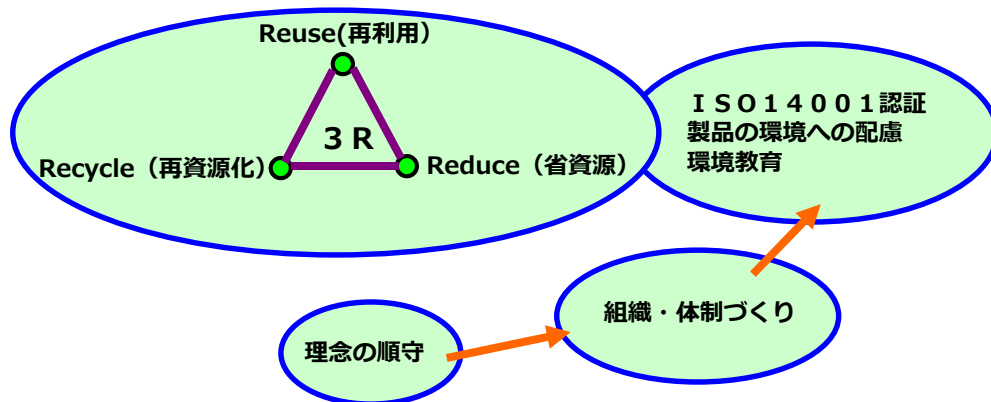 Reuse(再利用）
３Ｒ
Recycle（再資源化）
Reduce（省資源）
ＩＳＯ１４００１認証
製品の環境への配慮
環境教育
組織・体制づくり
理念の順守